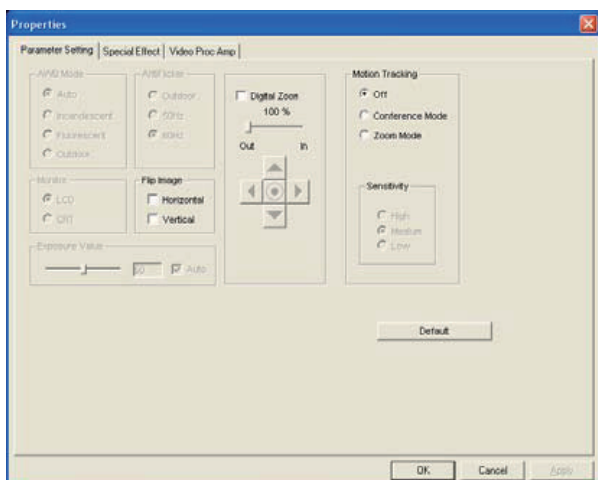 Properties
Parameter Setting
Special Effect
Video Proc Amp
AWB Mode
Auto
Incandescent
Fluorescent
Outdoor
AntiFlicker
Outdoor
50Hz
60Hz
Monitor
LCD
CRT
Flip Image
Horizontal
Vertical
Exposure Value
Auto
Digital Zoom
100 %
Out
In
Motion Tracking
Off
Conference Mode
Zoom Mode
Sensitivity
High
Medium
Low
Default
OK
Cancel
Apply